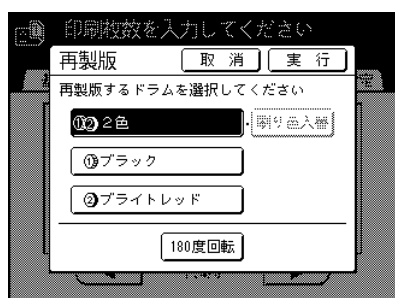 印刷枚数を入力してください
再製版
取 消
実 行
再製版するドラムを選択してください
①②2色
刷り色入替
①ブラック
②ブライトレッド
180度回転